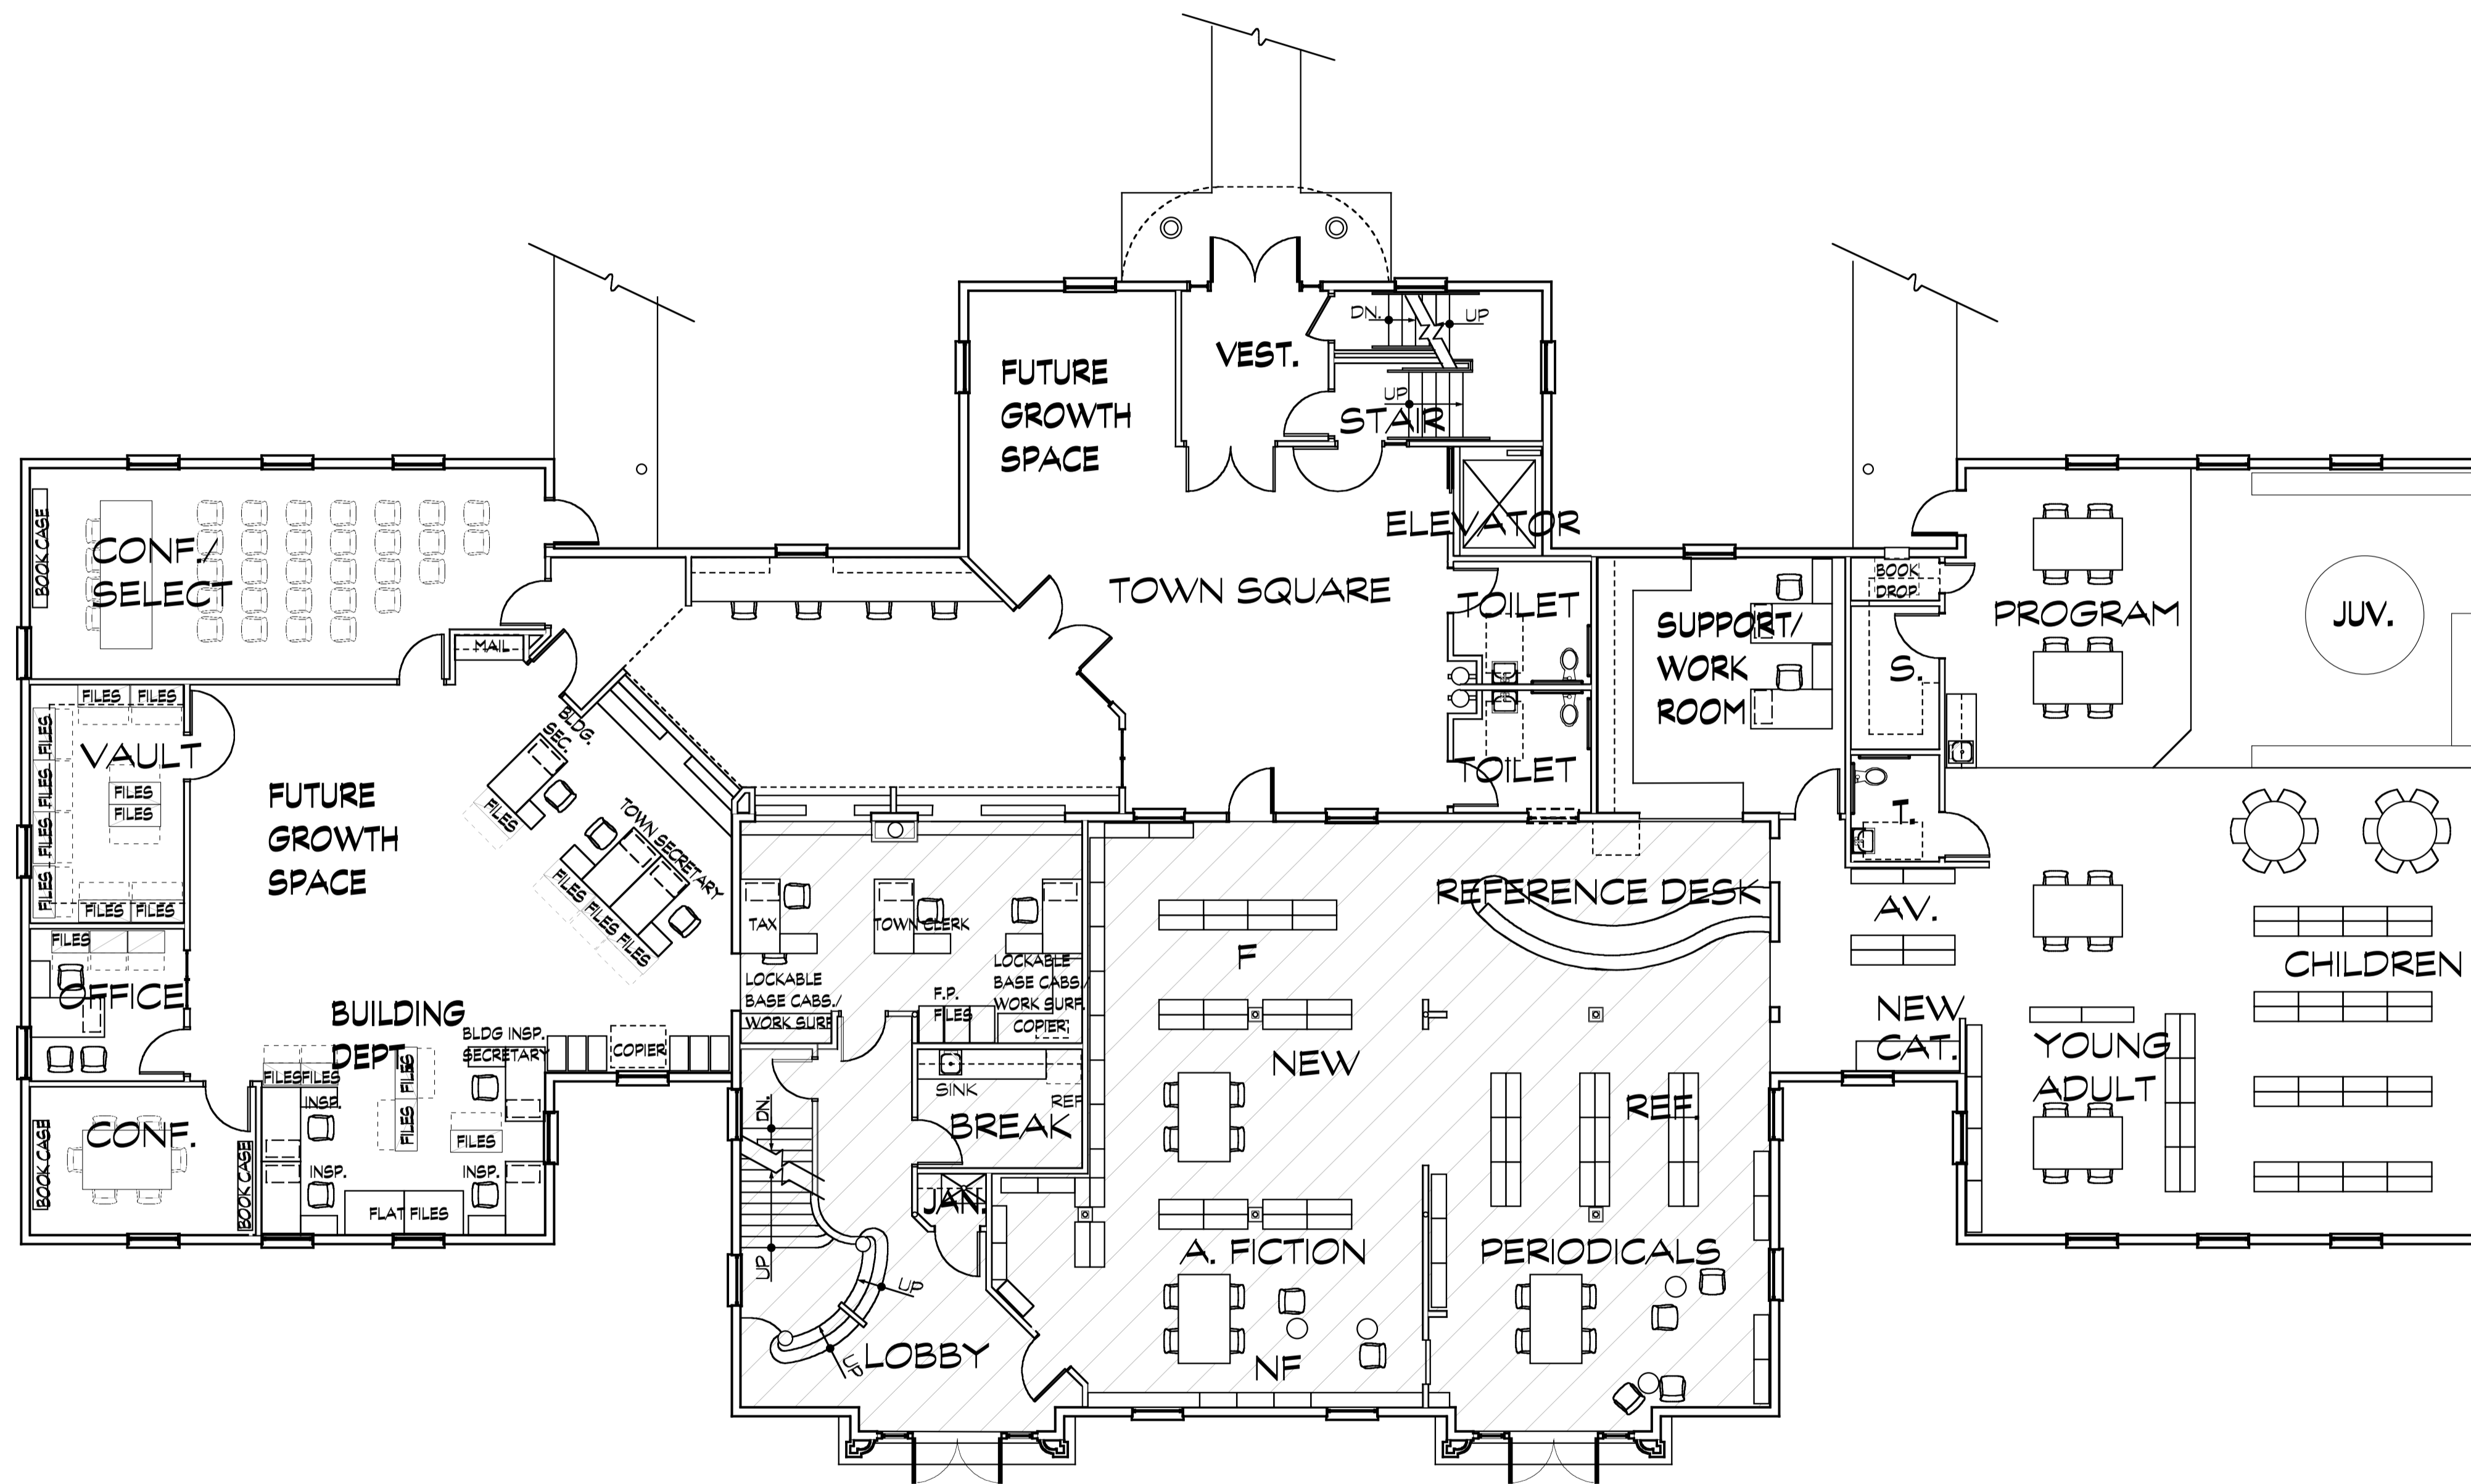 DN.
UP
VEST.
FUTURE
GROWTH
SPACE
UP
STAIR
ELEVATOR
BOOK CASE
CONF./
SELECT
TOWN SQUARE
TOILET
BOOK
DROP
PROGRAM
JUV.
SUPPORT/
WORK
ROOM
MAIL
S.
FILES
FILES
FILES
FILES
FILES
FILES
VAULT
FILES
FILES
FILES
FILES
BLDG.
SEC.
FILES
TOILET
FUTURE
GROWTH
SPACE
TOWN SECRETARY
FILES FILES FILES
T.
REFERENCE DESK
TAX
TOWN CLERK
AV.
FILES
OFFICE
F
CHILDREN
LOCKABLE
BASE CABS./
WORK SURF.
F.P.
FILES
LOCKABLE
BASE CABS./
WORK SURF.
COPIER
BUILDING
DEPT.
BLDG INSP.
SECRETARY
COPIER
NEW
CAT.
YOUNG
ADULT
NEW
FILES
FILES
FILES
FILES
INSP.
SINK
REF
BREAK
DN.
REF.
BOOK CASE
CONF.
BOOK CASE
FILES
INSP.
INSP.
FLAT FILES
JAN.
UP
UP
UP
A. FICTION
PERIODICALS
LOBBY
NF